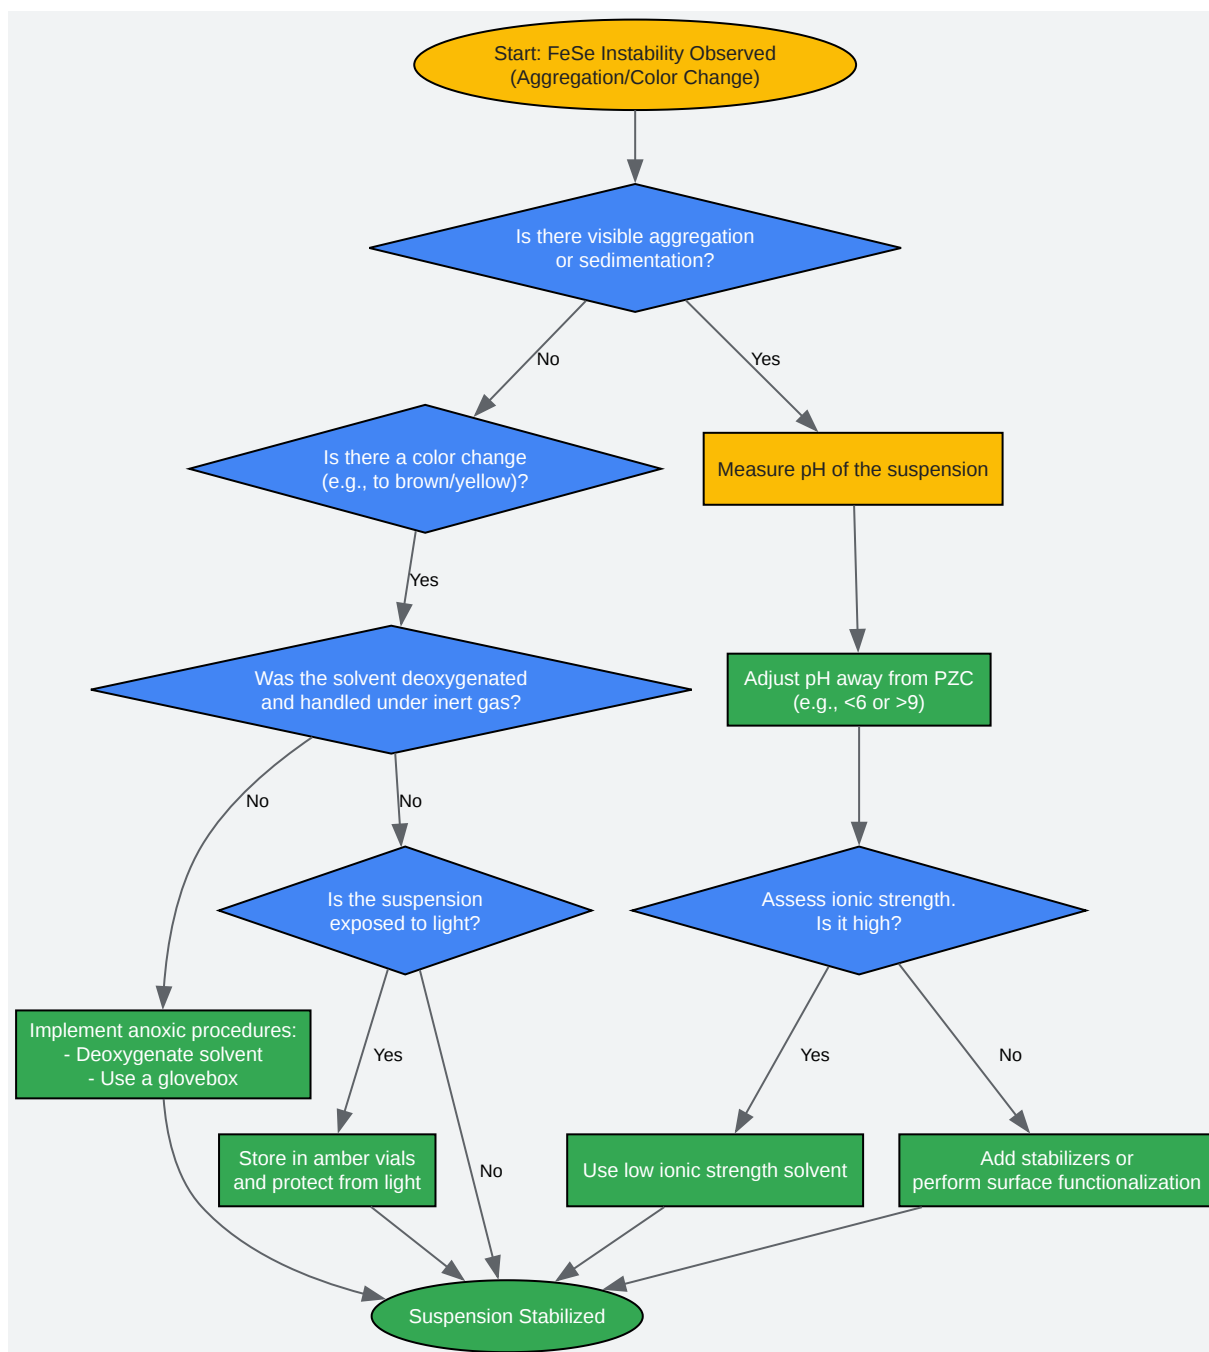 Start: FeSe Instability Observed
(Aggregation/Color Change)
Is there visible aggregation
or sedimentation?
No
Yes
Is there a color change
(e.g., to brown/yellow)?
Measure pH of the suspension
Yes
Was the solvent deoxygenated
and handled under inert gas?
Adjust pH away from PZC
(e.g., <6 or >9)
No
No
Is the suspension
exposed to light?
Assess ionic strength.
Is it high?
Implement anoxic procedures:
- Deoxygenate solvent
- Use a glovebox
Yes
Yes
No
Store in amber vials
and protect from light
No
Use low ionic strength solvent
Add stabilizers or
perform surface functionalization
Suspension Stabilized